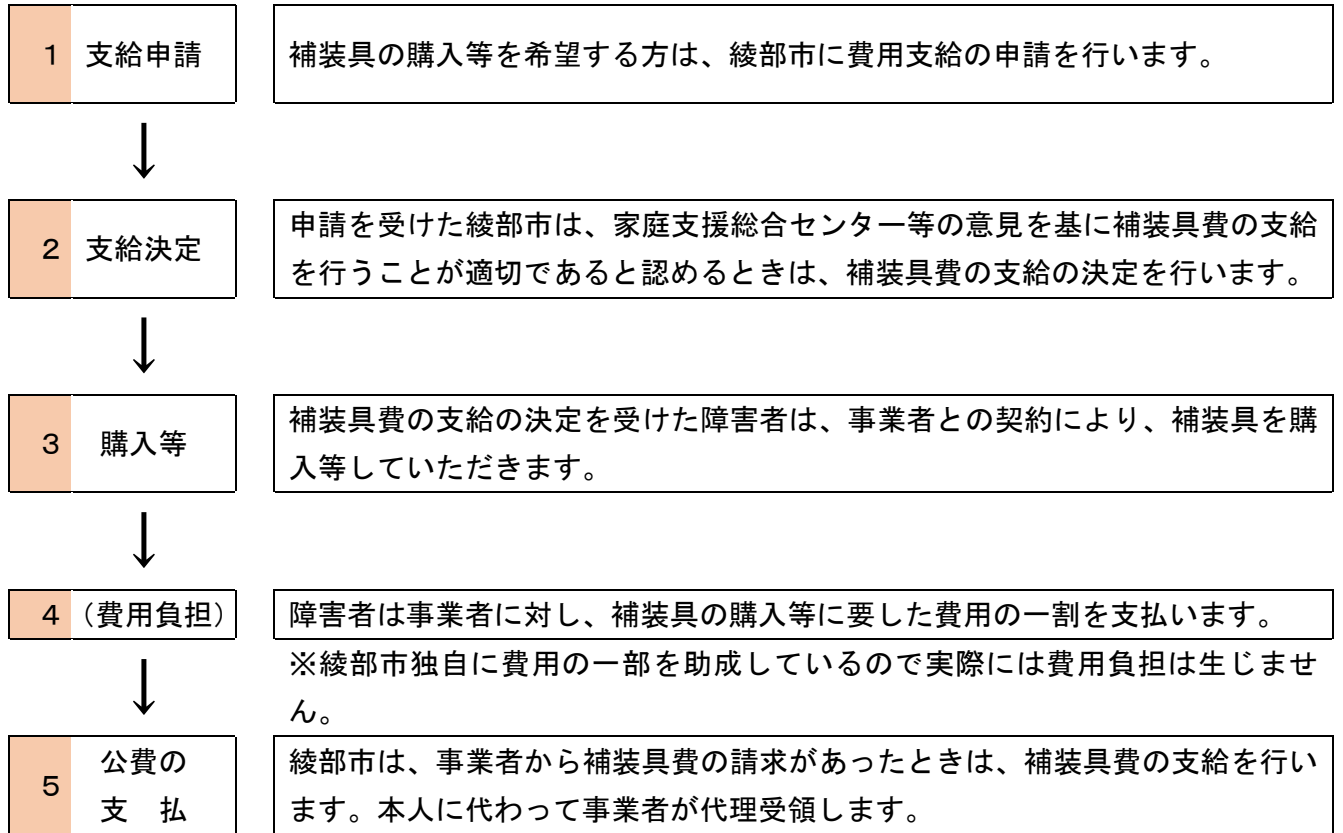 1 支給申請 補装具の購入等を希望する方は、綾部市に費用支給の申請を行います。
↓
2 支給決定 申請を受けた綾部市は、家庭支援総合センター等の意見を基に補装具費の支給
を行うことが適切であると認めるときは、補装具費の支給の決定を行います。
↓
3 購入等 補装具費の支給の決定を受けた障害者は、事業者との契約により、補装具を購
入等していただきます。
↓
4 (費用負担) 障害者は事業者に対し、補装具の購入等に要した費用の一割を支払います。
※綾部市独自に費用の一部を助成しているので実際には費用負担は生じませ
ん。
↓
5 公費の
支 払
綾部市は、事業者から補装具費の請求があったときは、補装具費の支給を行い
ます。本人に代わって事業者が代理受領します。